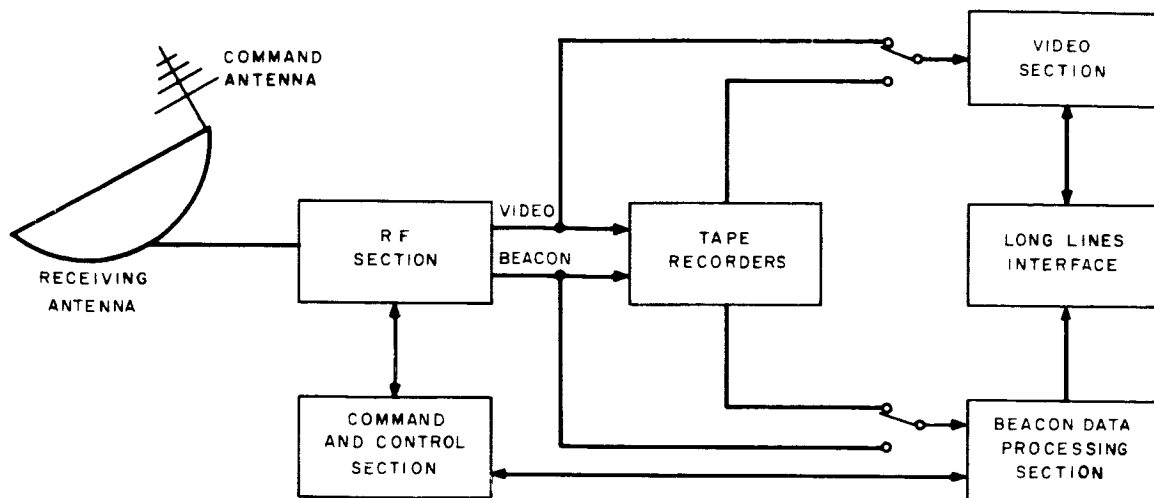 COMMAND
ANTENNA
RECEIVING
ANTENNA
RF
SECTION
VIDEO
BEACON
TAPE
RECORDERS
VIDEO
SECTION
LONG LINES
INTERFACE
COMMAND
AND CONTROL
SECTION
BEACON DATA
PROCESSING
SECTION